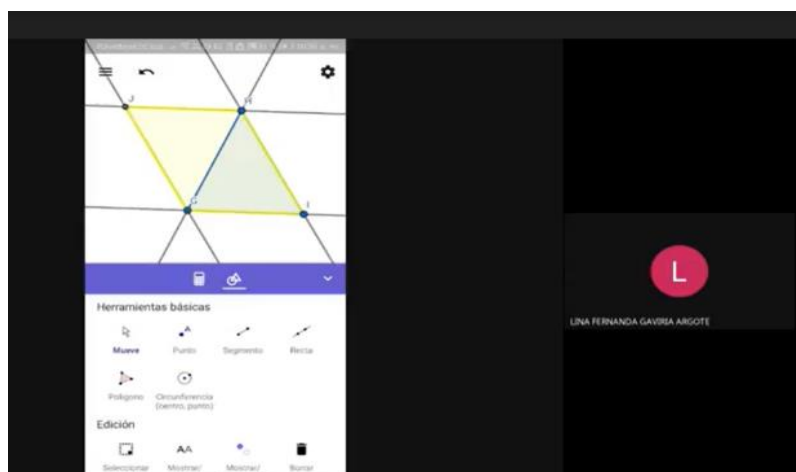 J
H
G
I
Herramientas básicas
A
Mueve
Punto
Segmento
Recta
Polígono
Circunferencia
(centro, punto)
Edición
AA
Seleccionar
Mostrar/
Mostrar/
Borrar
L
LINA FERNANDA GAVIRIA ARGOTE